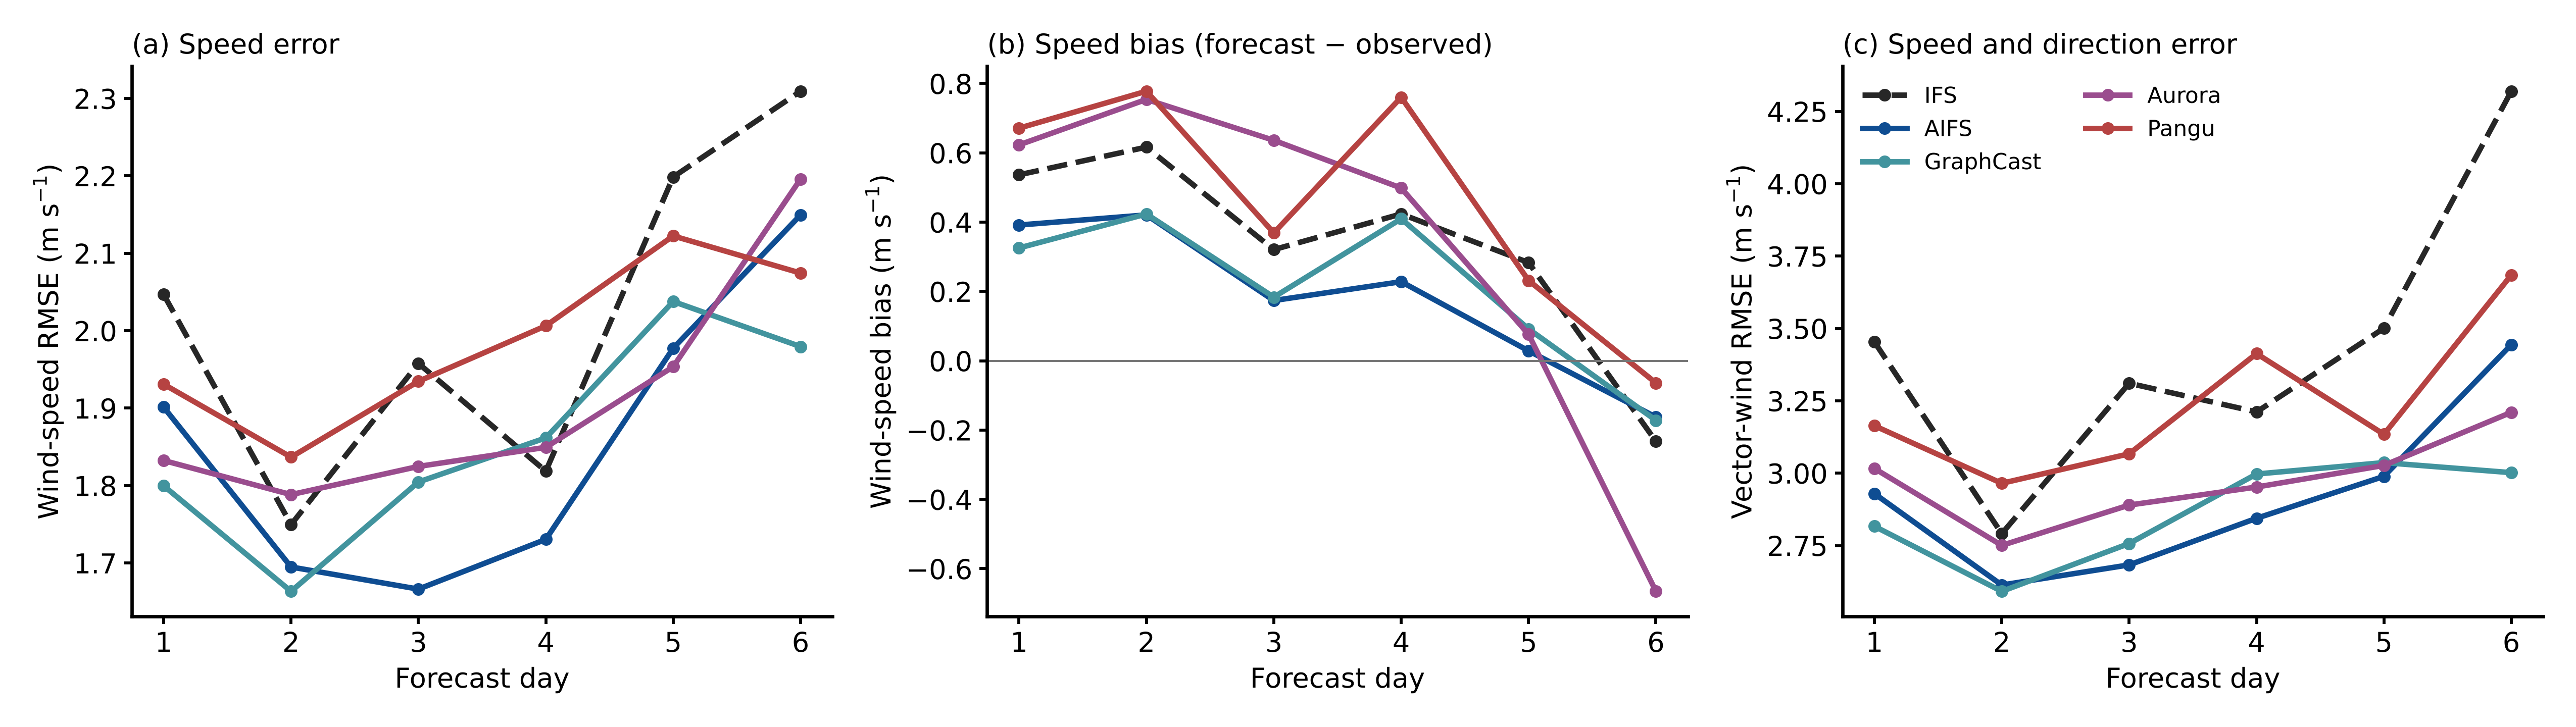 (a) Speed error
Wind-speed RMSE (m s⁻¹)
2.3
2.2
2.1
2.0
1.9
1.8
1.7
1 2 3 4 5 6
Forecast day
(b) Speed bias (forecast − observed)
Wind-speed bias (m s⁻¹)
0.8
0.6
0.4
0.2
0.0
−0.2
−0.4
−0.6
1 2 3 4 5 6
Forecast day
(c) Speed and direction error
Vector-wind RMSE (m s⁻¹)
4.25
4.00
3.75
3.50
3.25
3.00
2.75
IFS
AIFS
GraphCast
Aurora
Pangu
1 2 3 4 5 6
Forecast day